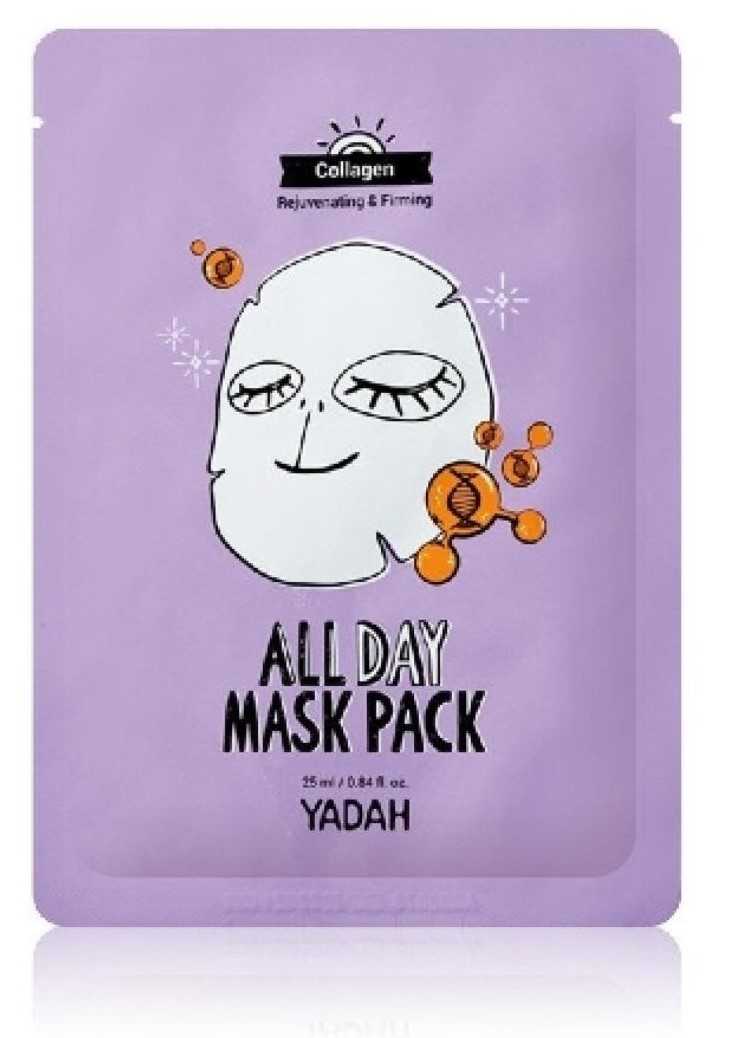 Collagen
Rejuvenating & Firming
ALL DAY
MASK PACK
25 ml / 0.84 fl. oz.
YADAH